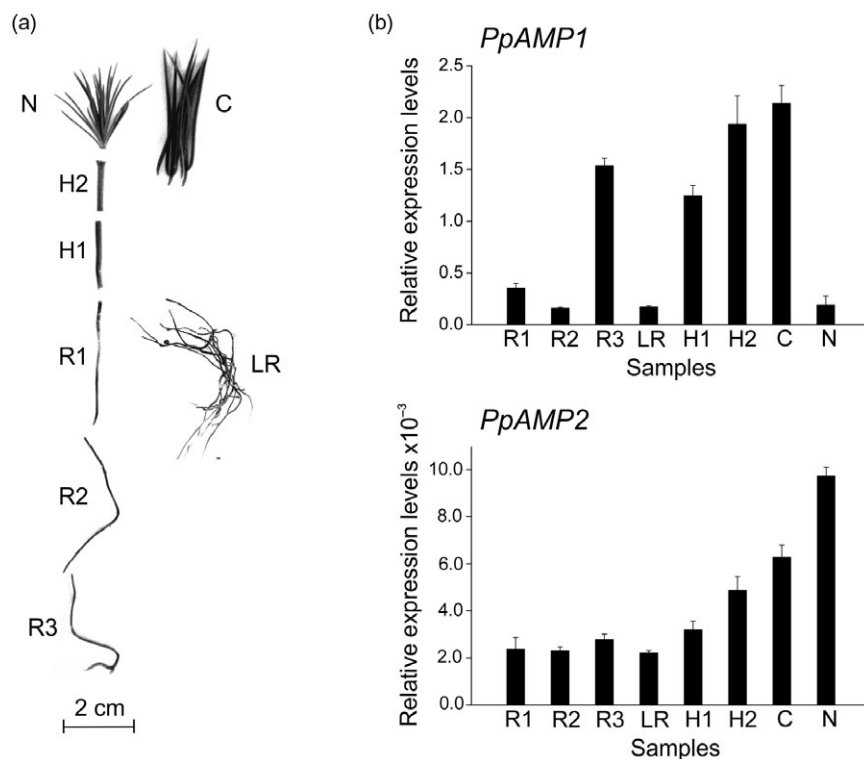 (a)
N
C
H2
H1
R1
LR
R2
R3
2 cm
(b)
PpAMP1
Relative expression levels
2.5
2.0
1.5
1.0
0.5
0.0
R1 R2 R3 LR H1 H2 C N
Samples
PpAMP2
Relative expression levels x10⁻³
10.0
8.0
6.0
4.0
2.0
0.0
R1 R2 R3 LR H1 H2 C N
Samples